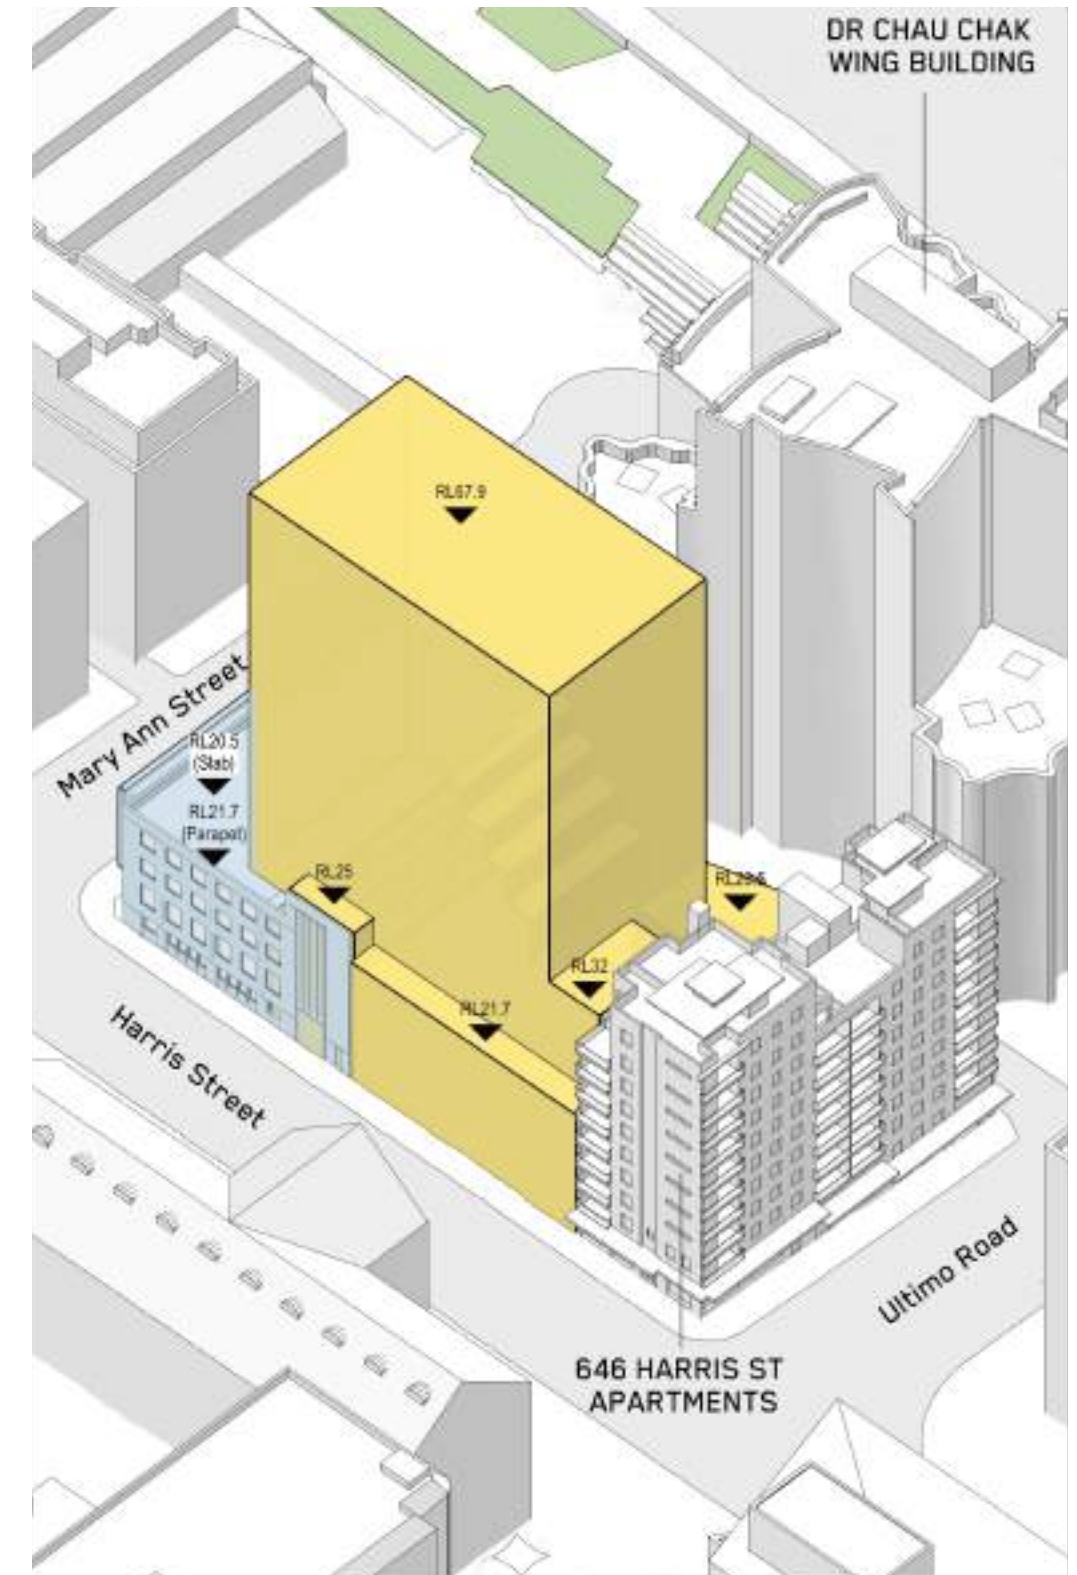 DR CHAU CHAK
WING BUILDING
RL67.9
Mary Ann Street
RL20.5
(Slab)
RL21.7
(Parapet)
RL25
RL32
RL21.7
Harris Street
Ultimo Road
646 HARRIS ST
APARTMENTS